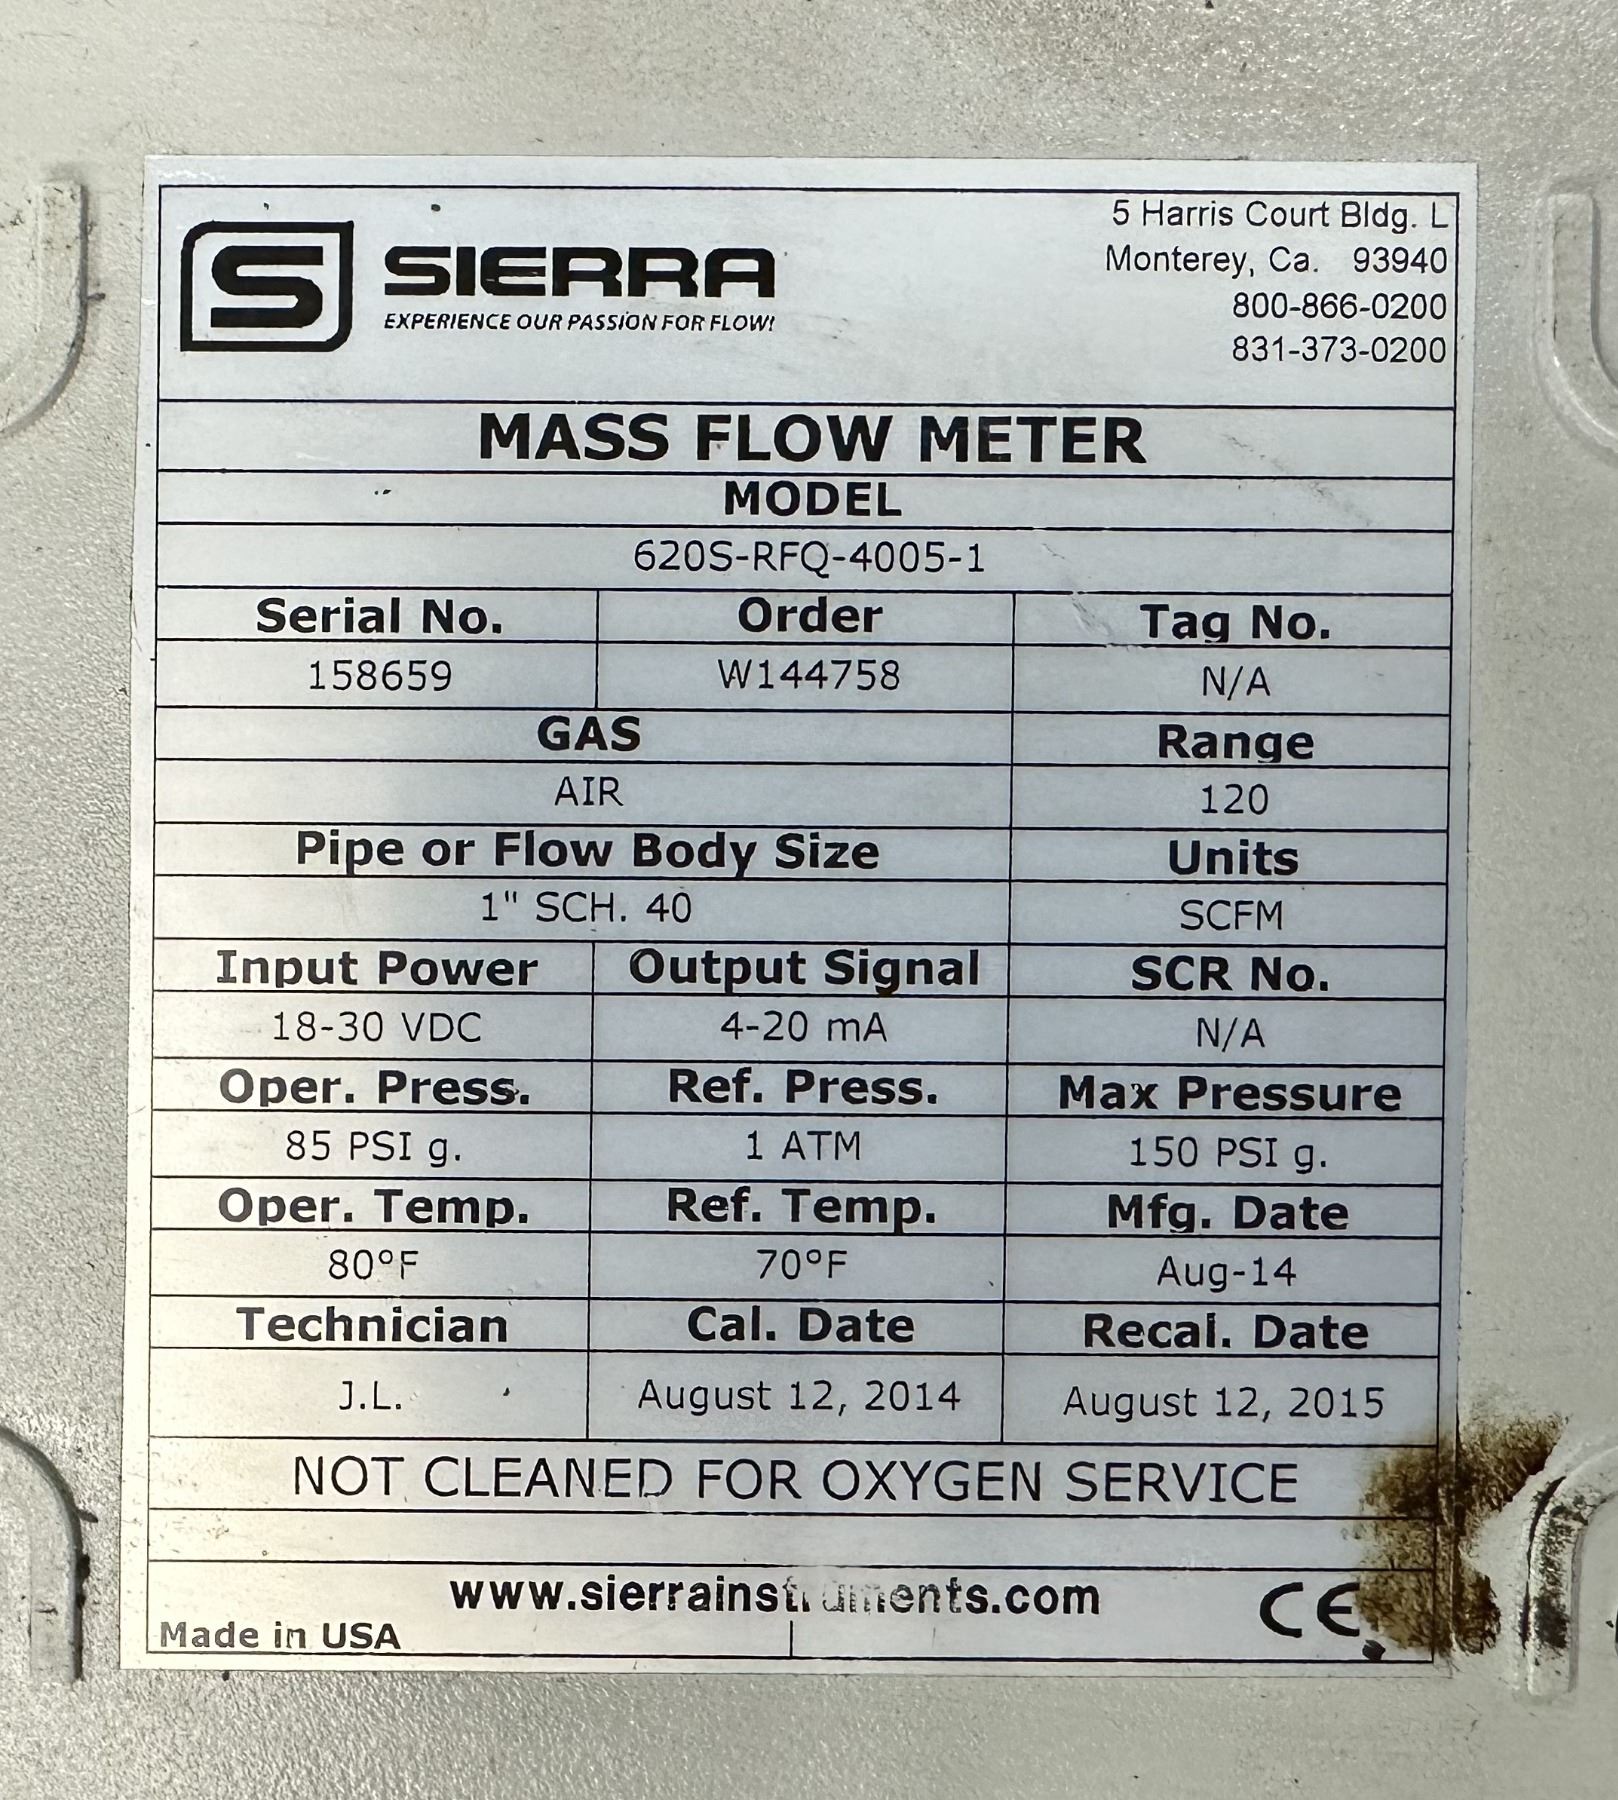 S SIERRA
EXPERIENCE OUR PASSION FOR FLOW!
5 Harris Court Bldg. L
Monterey, Ca. 93940
800-866-0200
831-373-0200
MASS FLOW METER
MODEL
620S-RFQ-4005-1
Serial No. Order Tag No.
158659 W144758 N/A
GAS Range
AIR 120
Pipe or Flow Body Size Units
1" SCH. 40 SCFM
Input Power Output Signal SCR No.
18-30 VDC 4-20 mA N/A
Oper. Press. Ref. Press. Max Pressure
85 PSI g. 1 ATM 150 PSI g.
Oper. Temp. Ref. Temp. Mfg. Date
80°F 70°F Aug-14
Technician Cal. Date Recal. Date
J.L. August 12, 2014 August 12, 2015
NOT CLEANED FOR OXYGEN SERVICE
www.sierrainstruments.com
CE
Made in USA